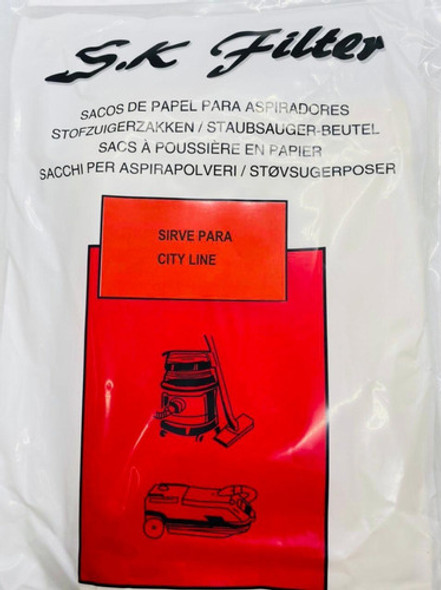 S.K Filter
SACOS DE PAPEL PARA ASPIRADORES
STOFZUIGERZAKKEN / STAUBSAUGER-BEUTEL
SACS À POUSSIÈRE EN PAPIER
SACCHI PER ASPIRAPOLVERI / STØVSUGERPOSER
SIRVE PARA
CITY LINE